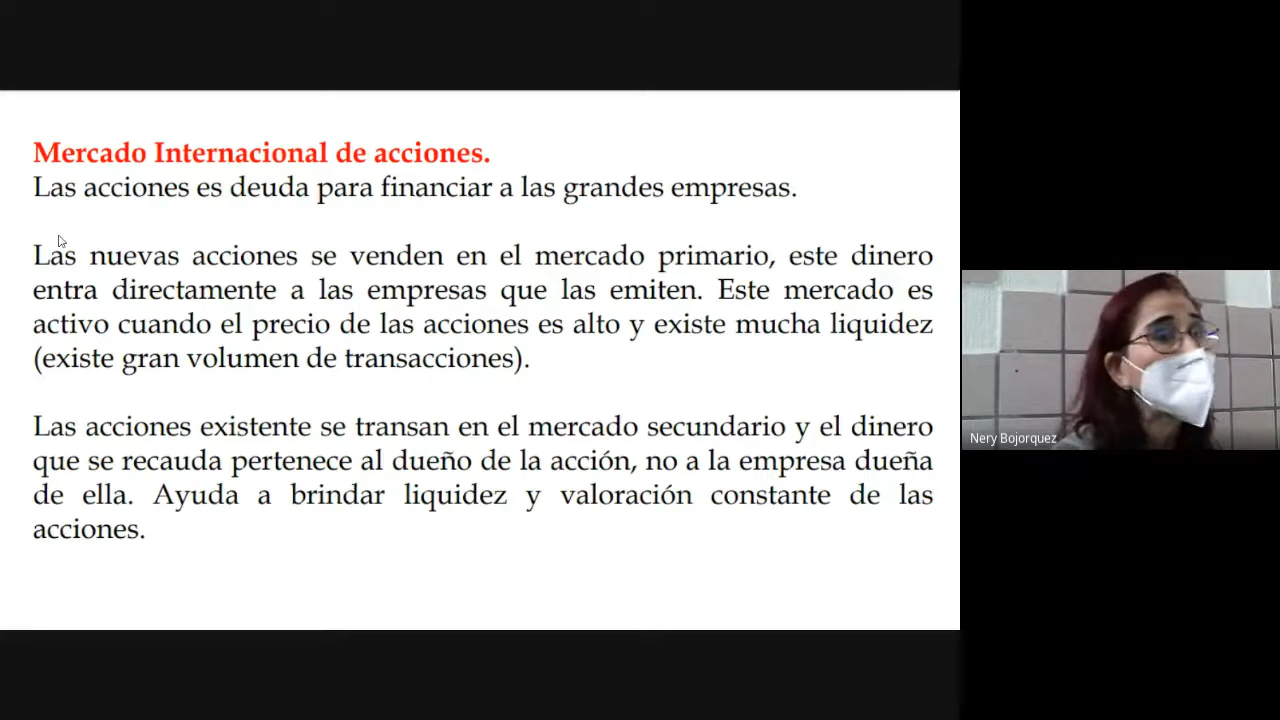 Mercado Internacional de acciones.
Las acciones es deuda para financiar a las grandes empresas.
Las nuevas acciones se venden en el mercado primario, este dinero
entra directamente a las empresas que las emiten. Este mercado es
activo cuando el precio de las acciones es alto y existe mucha liquidez
(existe gran volumen de transacciones).
Las acciones existente se transan en el mercado secundario y el dinero
que se recauda pertenece al dueño de la acción, no a la empresa dueña
de ella. Ayuda a brindar liquidez y valoración constante de las
acciones.
Nery Bojorquez